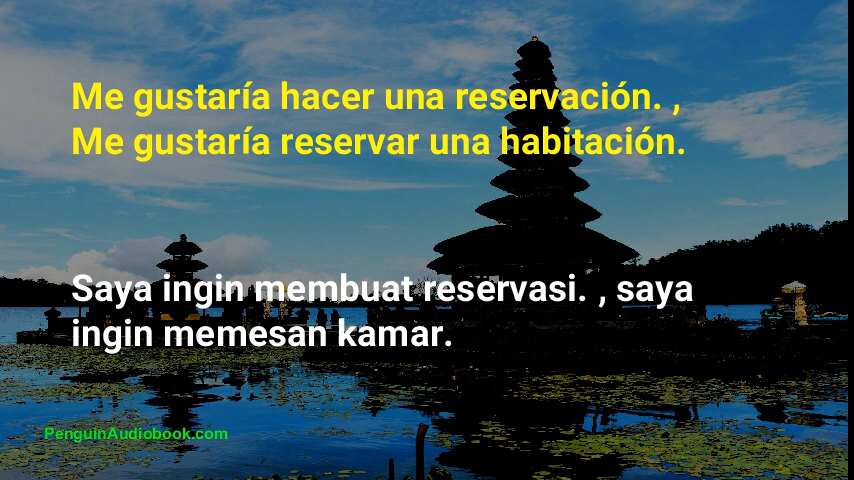 Me gustaría hacer una reservación. ,
Me gustaría reservar una habitación.
Saya ingin membuat reservasi. , saya
ingin memesan kamar.
PenguinAudiobook.com